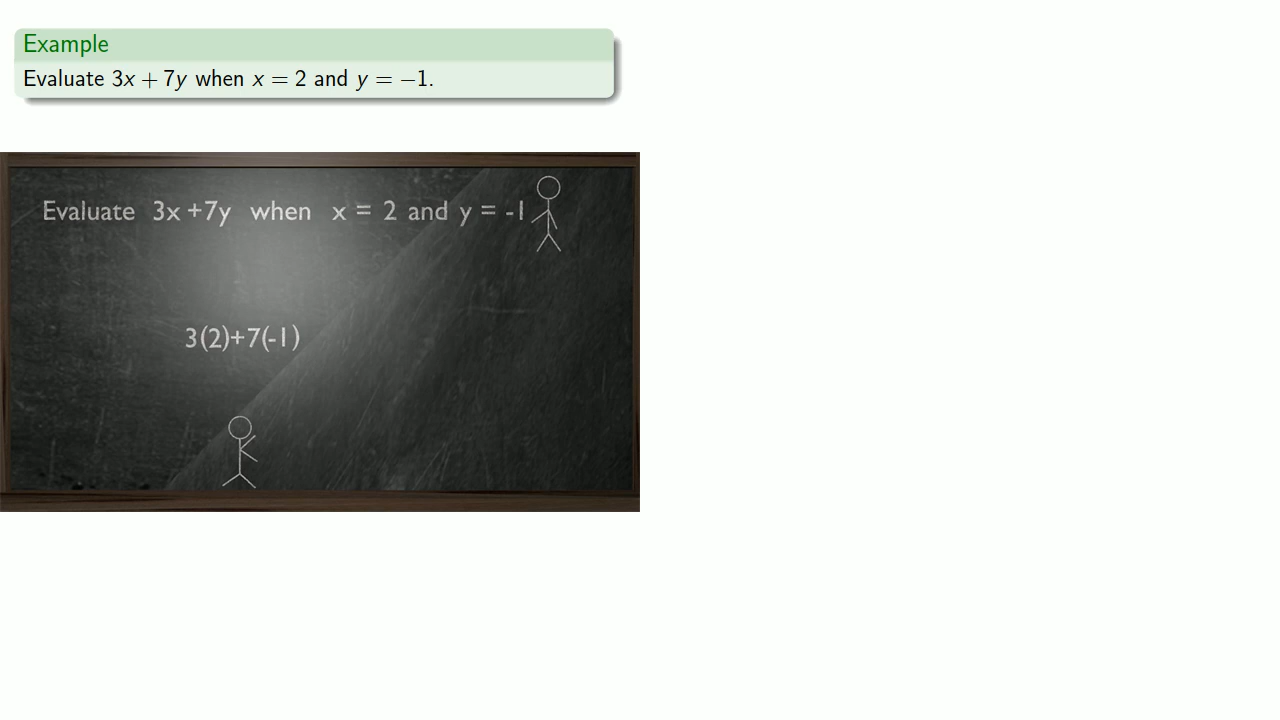 Example
Evaluate 3x + 7y when x = 2 and y = −1.
Evaluate 3x +7y when x = 2 and y = -1
3(2)+7(-1)